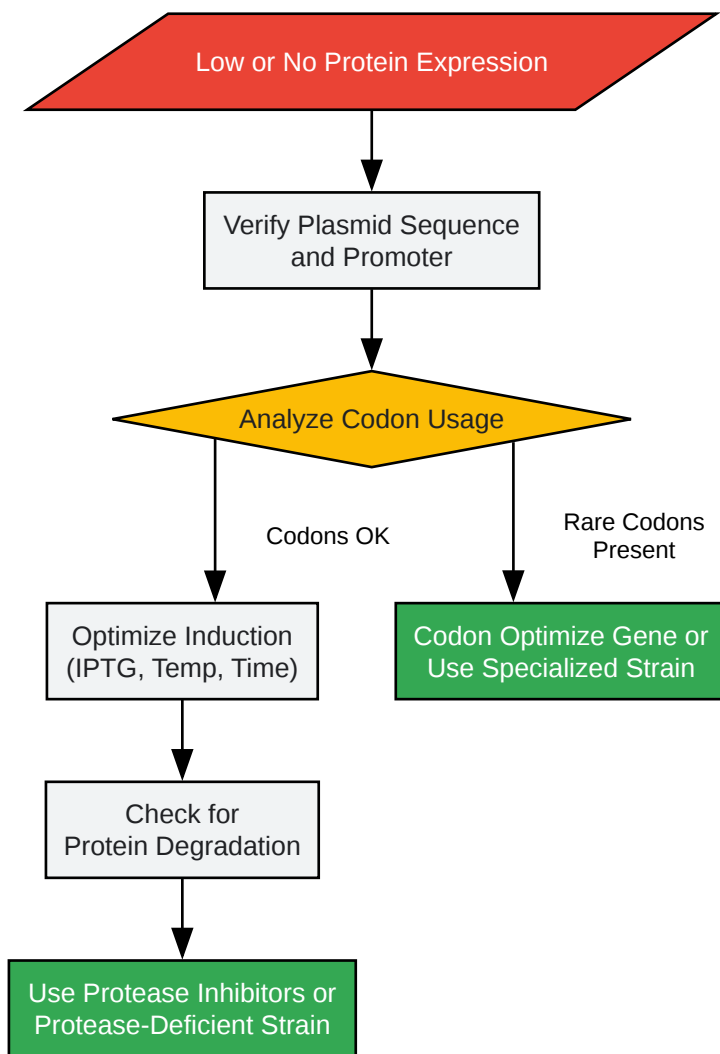 Low or No Protein Expression
Verify Plasmid Sequence
and Promoter
Analyze Codon Usage
Codons OK
Rare Codons
Present
Optimize Induction
(IPTG, Temp, Time)
Codon Optimize Gene or
Use Specialized Strain
Check for
Protein Degradation
Use Protease Inhibitors or
Protease-Deficient Strain